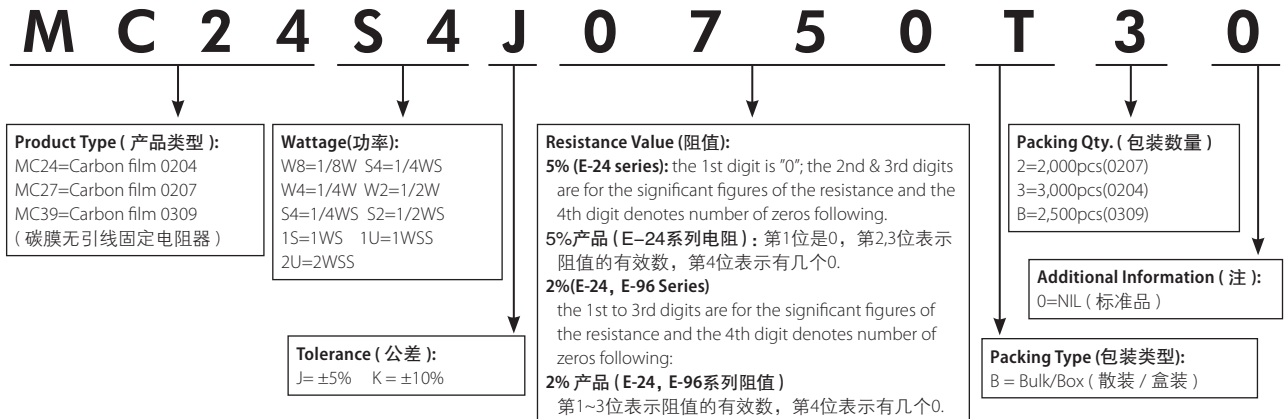 MC24S4J0750T30
Product Type ( 产品类型 ):
MC24=Carbon film 0204
MC27=Carbon film 0207
MC39=Carbon film 0309
( 碳膜无引线固定电阻器 )
Wattage(功率):
W8=1/8W S4=1/4WS
W4=1/4W W2=1/2W
S4=1/4WS S2=1/2WS
1S=1WS 1U=1WSS
2U=2WSS
Tolerance ( 公差 ):
J= ±5% K = ±10%
Resistance Value (阻值):
5% (E-24 series): the 1st digit is "0"; the 2nd & 3rd digits
are for the significant figures of the resistance and the
4th digit denotes number of zeros following.
5%产品 ( E–24系列电阻 ) : 第1位是0，第2,3位表示
阻值的有效数，第4位表示有几个0.
2%(E-24, E-96 Series)
the 1st to 3rd digits are for the significant figures of
the resistance and the 4th digit denotes number of
zeros following:
2% 产品 ( E-24, E-96系列阻值 )
第1~3位表示阻值的有效数，第4位表示有几个0.
Packing Qty. ( 包装数量 )
2=2,000pcs(0207)
3=3,000pcs(0204)
B=2,500pcs(0309)
Additional Information ( 注 ):
0=NIL ( 标准品 )
Packing Type (包装类型):
B = Bulk/Box ( 散装 / 盒装 )